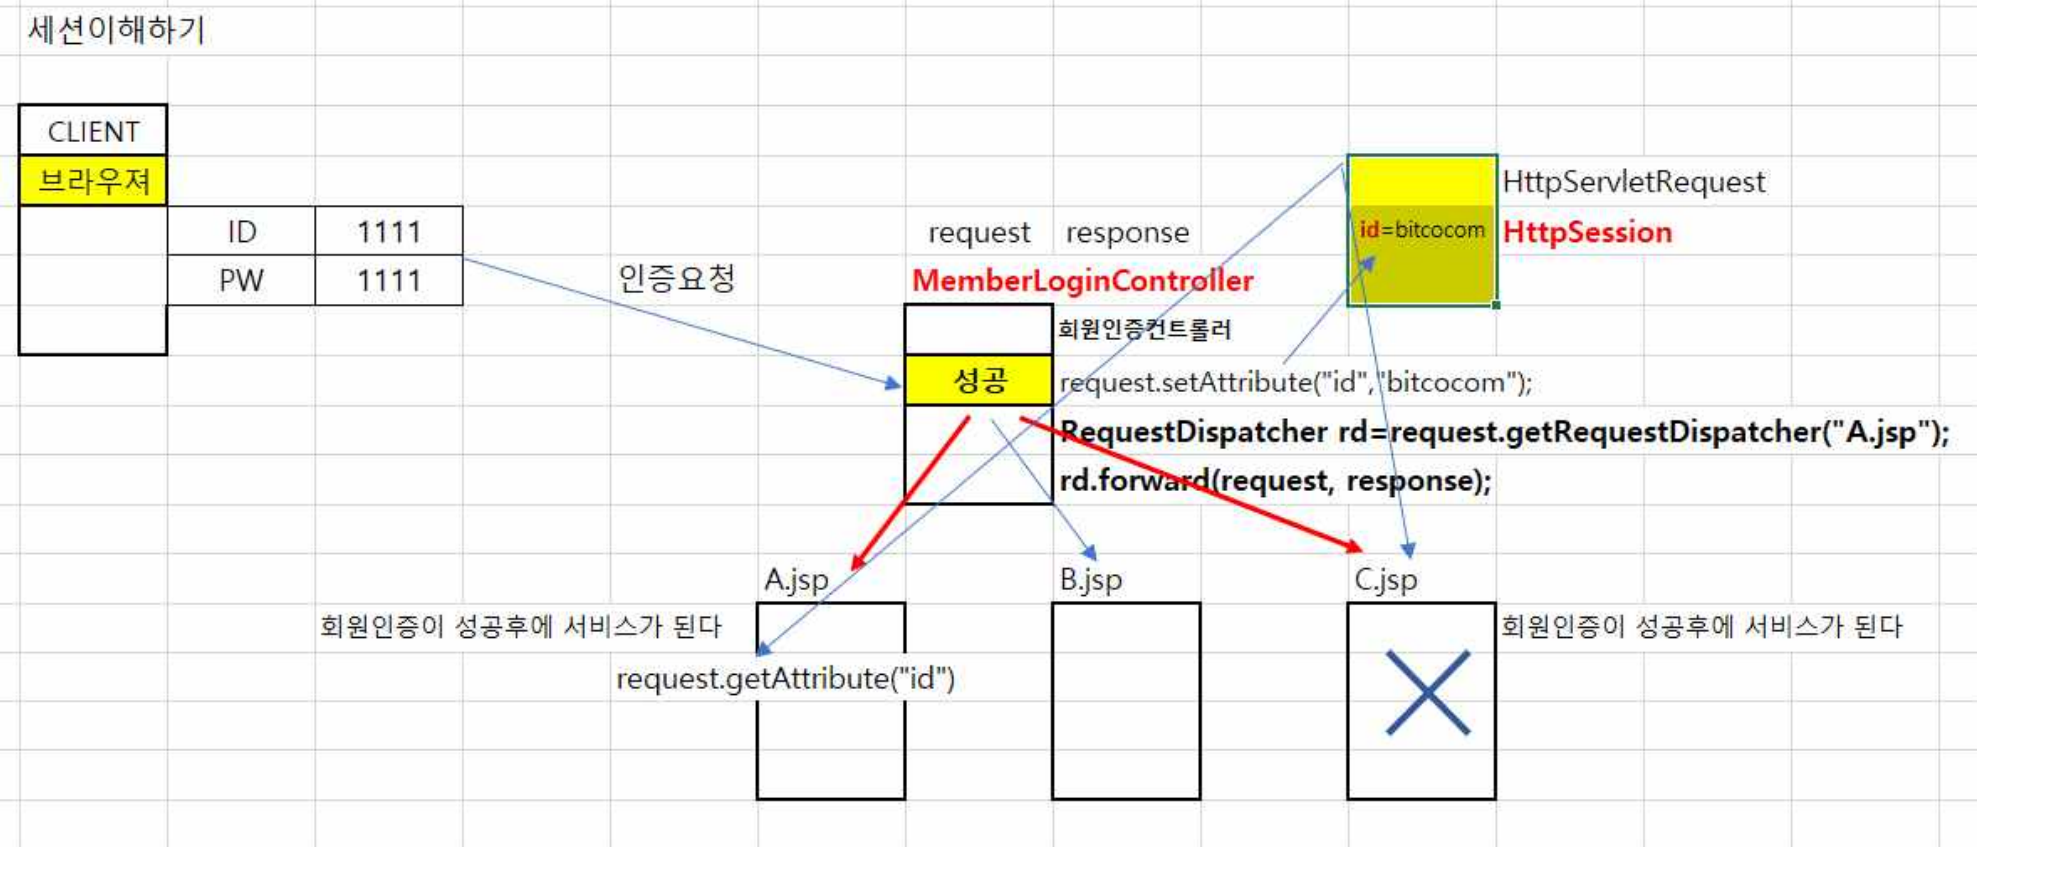 세션이해하기
CLIENT
브라우져
HttpServletRequest
ID 1111
request response
id=bitcocom
HttpSession
PW 1111
인증요청
MemberLoginController
회원인증컨트롤러
성공
request.setAttribute("id","bitcocom");
RequestDispatcher rd=request.getRequestDispatcher("A.jsp");
rd.forward(request, response);
A.jsp
B.jsp
C.jsp
회원인증이 성공후에 서비스가 된다
회원인증이 성공후에 서비스가 된다
request.getAttribute("id")